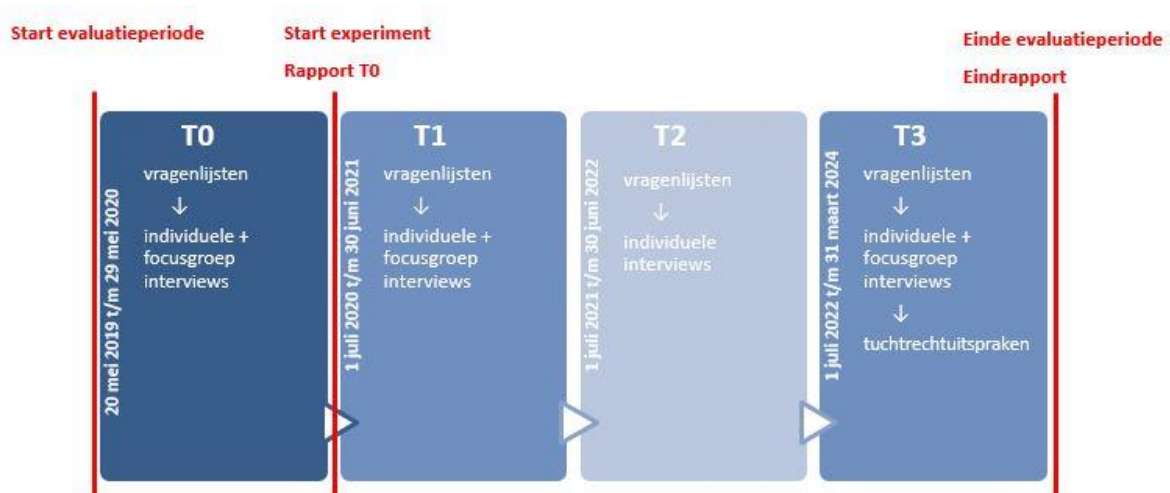 Start evaluatieperiode
Start experiment
Rapport T0
Einde evaluatieperiode
Eindrapport
T0
20 mei 2019 t/m 29 mei 2020
vragenlijsten
↓
individuele +
focusgroep
interviews
T1
1 juli 2020 t/m 30 juni 2021
vragenlijsten
↓
individuele +
focusgroep
interviews
T2
1 juli 2021 t/m 30 juni 2022
vragenlijsten
↓
individuele
interviews
T3
1 juli 2022 t/m 31 maart 2024
vragenlijsten
↓
individuele +
focusgroep
interviews
↓
tuchtrechtuitspraken